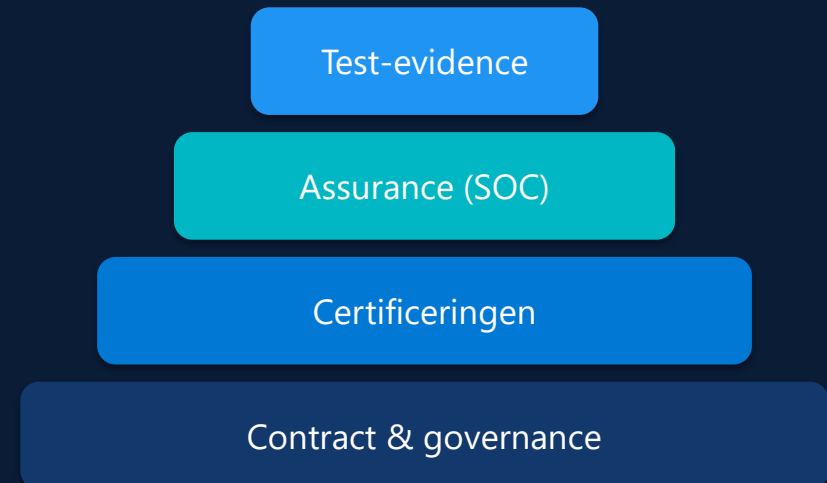 Test-evidence
Assurance (SOC)
Certificeringen
Contract & governance